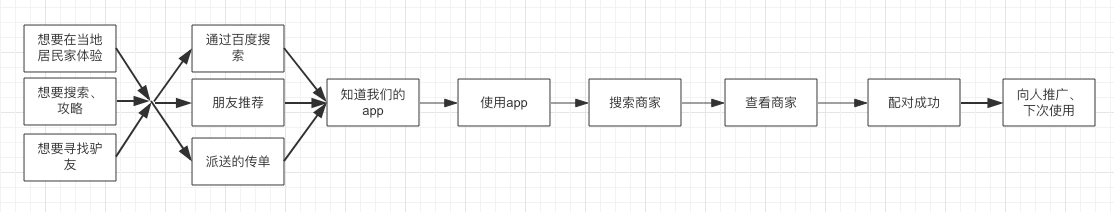 想要在当地
居民家体验
想要搜索、
攻略
想要寻找驴
友
通过百度搜
索
朋友推荐
派送的传单
知道我们的
app
使用app
搜索商家
查看商家
配对成功
向人推广、
下次使用